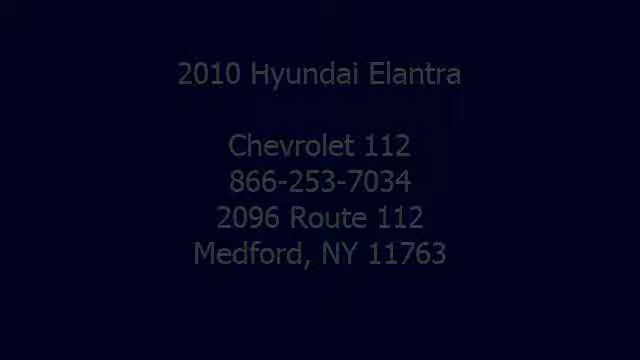 2010 Hyundai Elantra
Chevrolet 112
866-253-7034
2096 Route 112
Medford, NY 11763